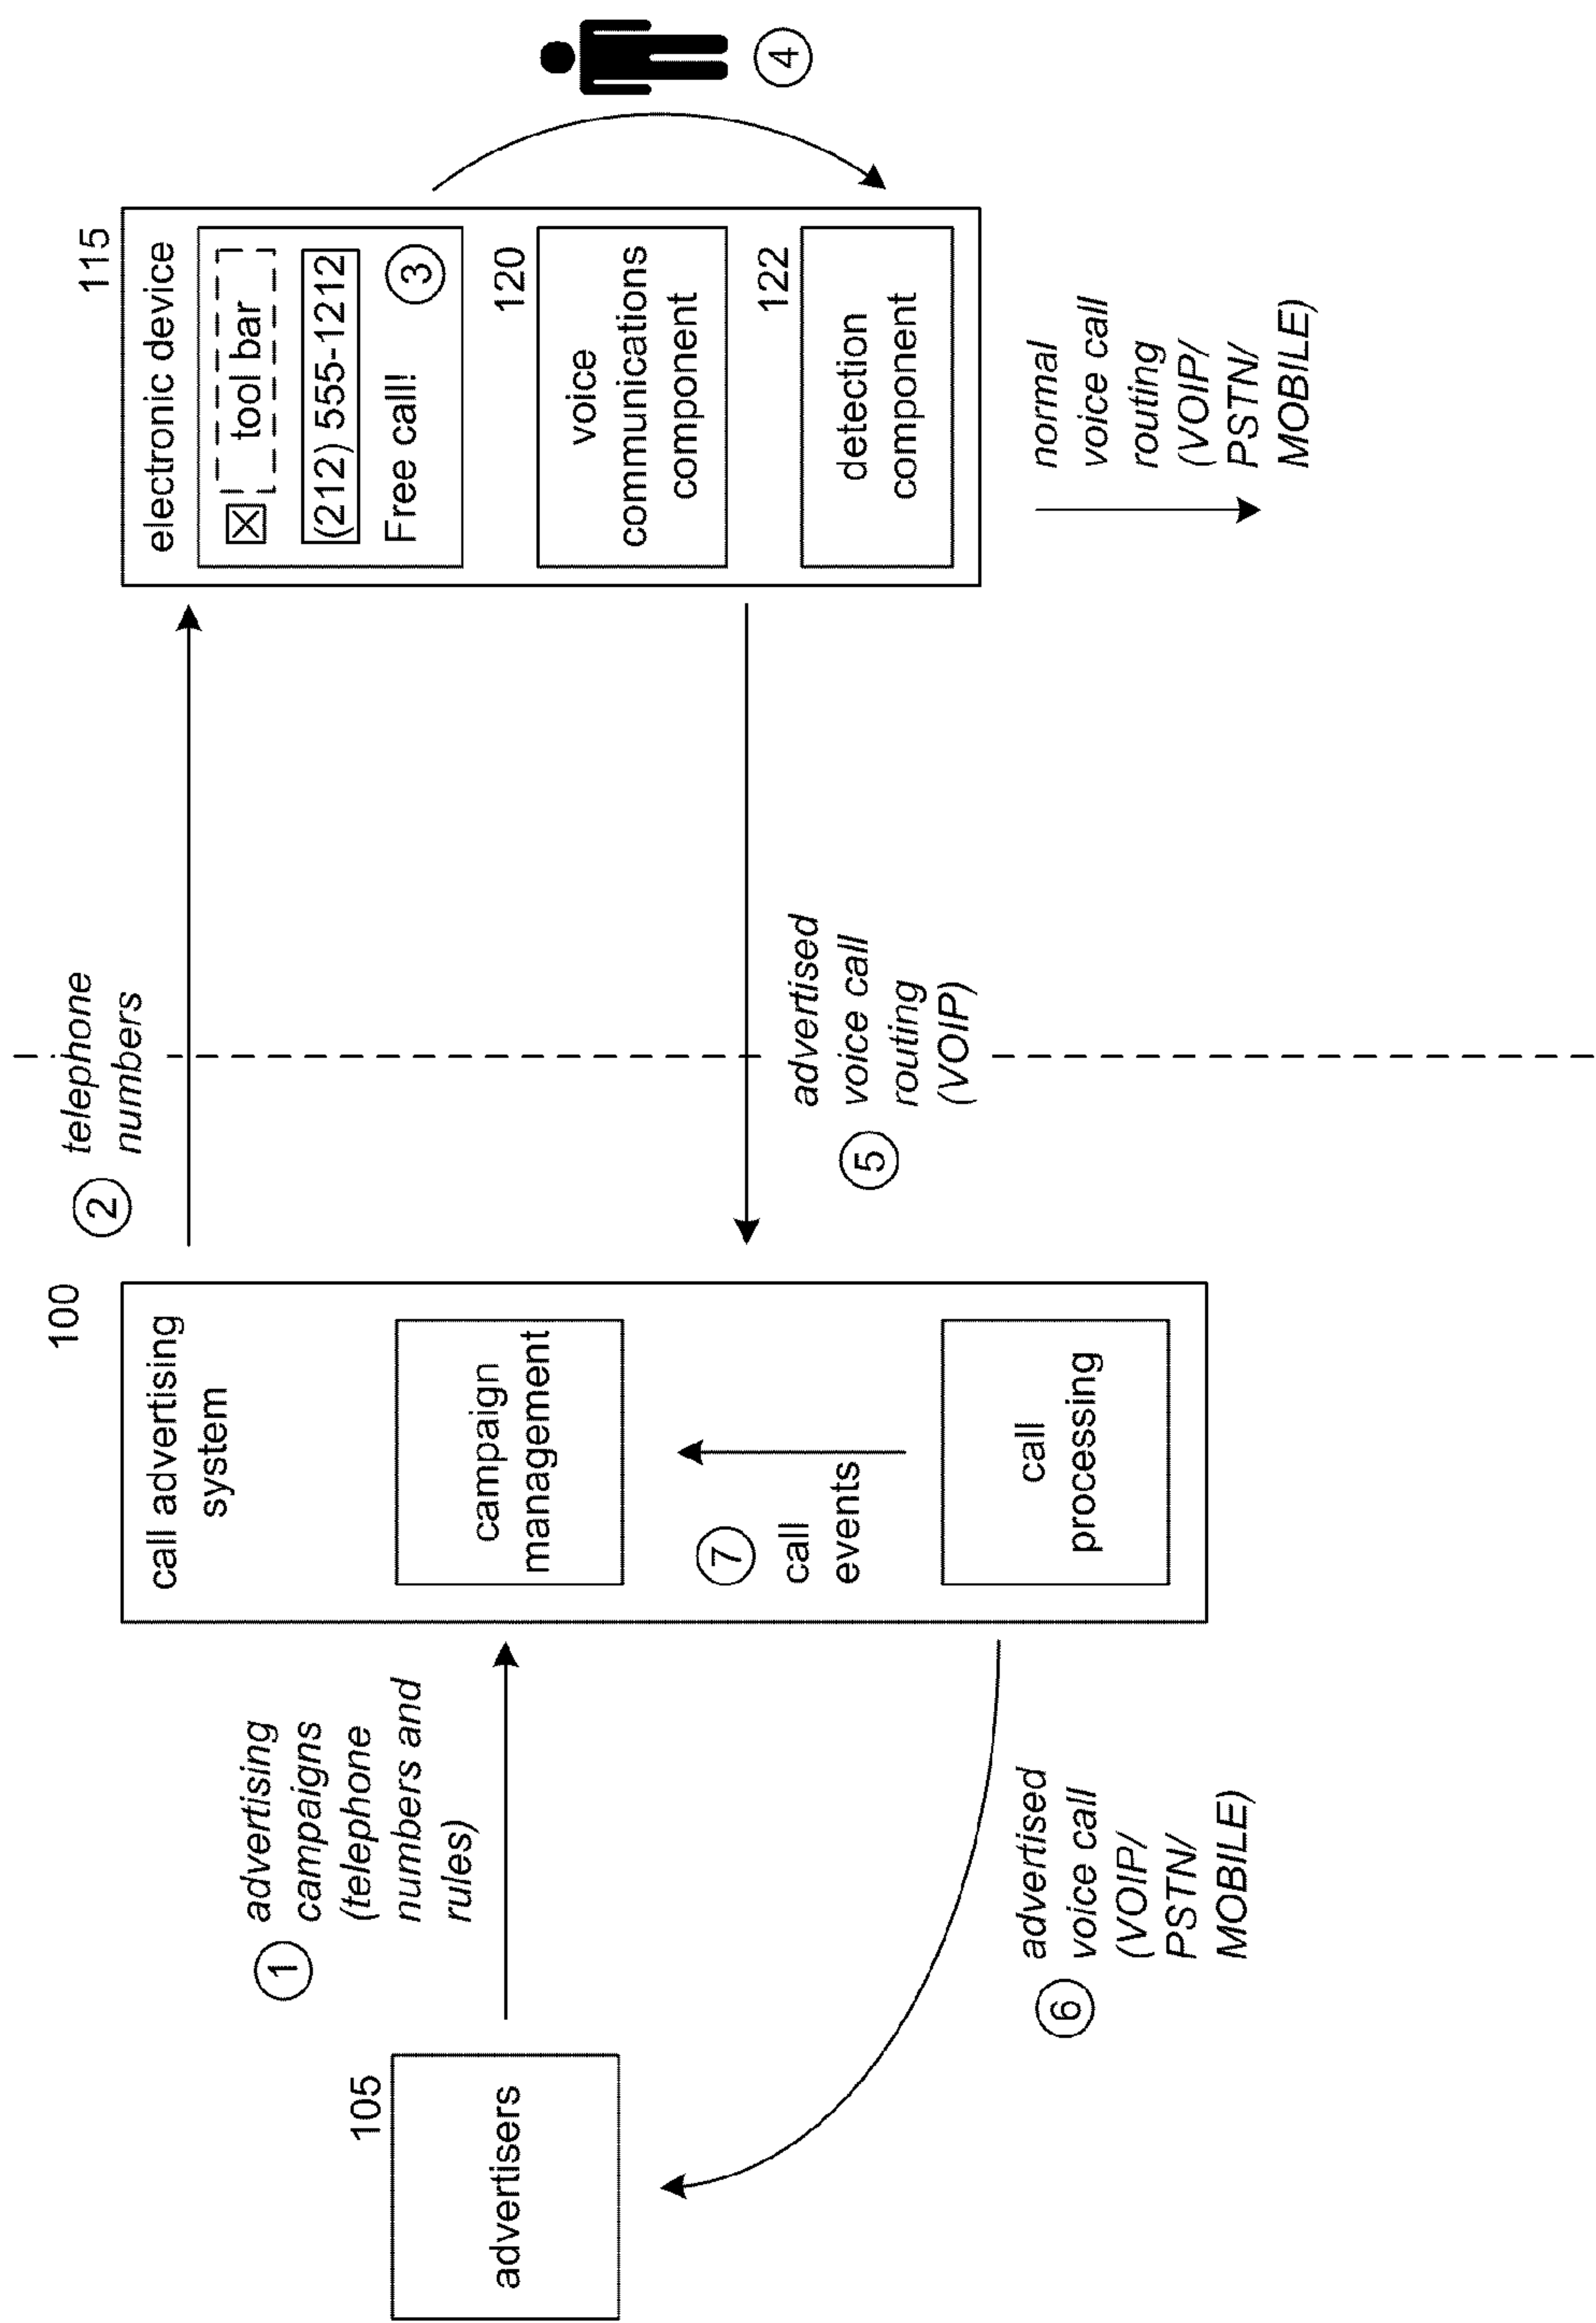 105
advertisers
1
advertising
campaigns
(telephone
numbers and
rules)
100
call advertising
system
campaign
management
7
call
events
call
processing
6
advertised
voice call
(VOIP/
PSTN/
MOBILE)
2
telephone
numbers
5
advertised
voice call
routing
(VOIP)
115
electronic device
tool bar
(212) 555-1212
Free call!
3
120
voice
communications
component
122
detection
component
4
normal
voice call
routing
(VOIP/
PSTN/
MOBILE)